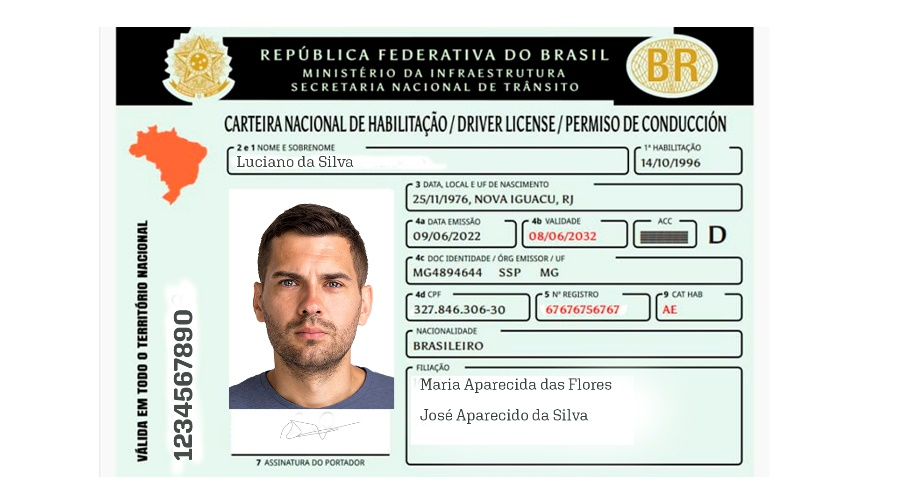 REPÚBLICA FEDERATIVA DO BRASIL
MINISTÉRIO DA INFRAESTRUTURA
SECRETARIA NACIONAL DE TRÂNSITO
BR
CARTEIRA NACIONAL DE HABILITAÇÃO / DRIVER LICENSE / PERMISO DE CONDUCCIÓN
2 e 1 NOME E SOBRENOME
Luciano da Silva
1ª HABILITAÇÃO
14/10/1996
3 DATA, LOCAL E UF DE NASCIMENTO
25/11/1976, NOVA IGUACU, RJ
4a DATA EMISSÃO
09/06/2022
4b VALIDADE
08/06/2032
ACC
D
4c DOC IDENTIDADE / ÓRG EMISSOR / UF
MG4894644 SSP MG
4d CPF
327.846.306-30
5 Nº REGISTRO
67676756767
9 CAT HAB
AE
NACIONALIDADE
BRASILEIRO
FILIAÇÃO
Maria Aparecida das Flores
José Aparecido da Silva
7 ASSINATURA DO PORTADOR
VÁLIDA EM TODO O TERRITÓRIO NACIONAL
1234567890